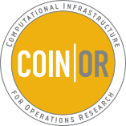 COMPUTATIONAL INFRASTRUCTURE
COIN|OR
FOR OPERATIONS RESEARCH